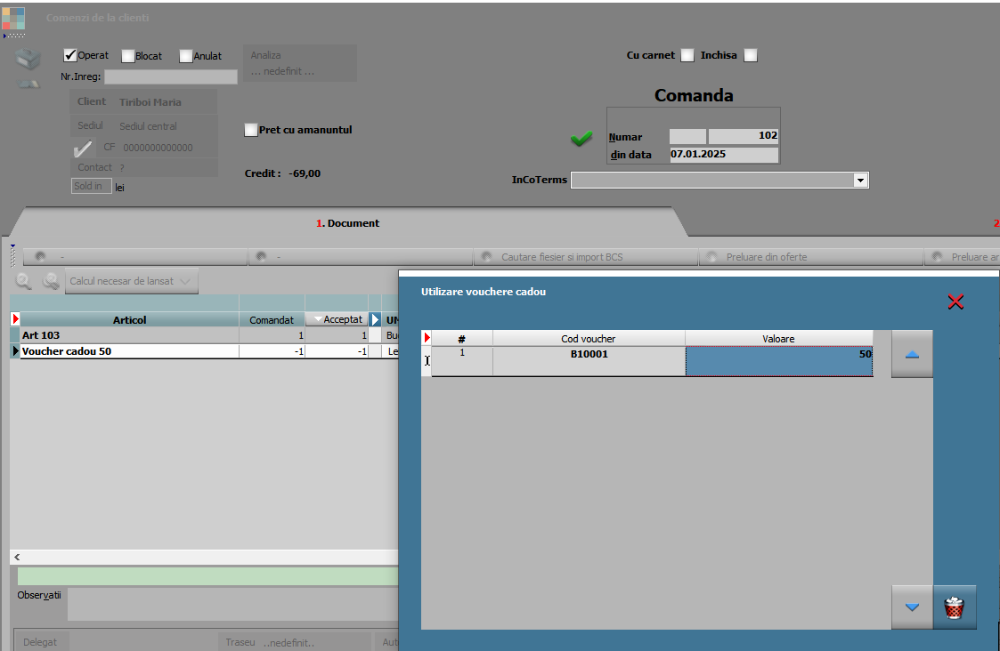 Comenzi de la clienti
Operat Blocat Anulat
Nr.Inreg:
Analiza
... nedefinit ...
Cu carnet Inchisa
Client Tiriboi Maria
Sediul Sediul central
CF 0000000000000
Contact ?
Sold in lei
Pret cu amanuntul
Credit : -69,00
Comanda
Numar 102
din data 07.01.2025
InCoTerms
1. Document
2
- - Cautare fiesier si import BCS Preluare din oferte Preluare ar
Calcul necesar de lansat
Articol Comandat Acceptat UM
Art 103 1 1 Bu
Voucher cadou 50 -1 -1 Le
Utilizare vouchere cadou
# Cod voucher Valoare
1 B10001 50
Observatii
Delegat Traseu ..nedefinit.. Aut